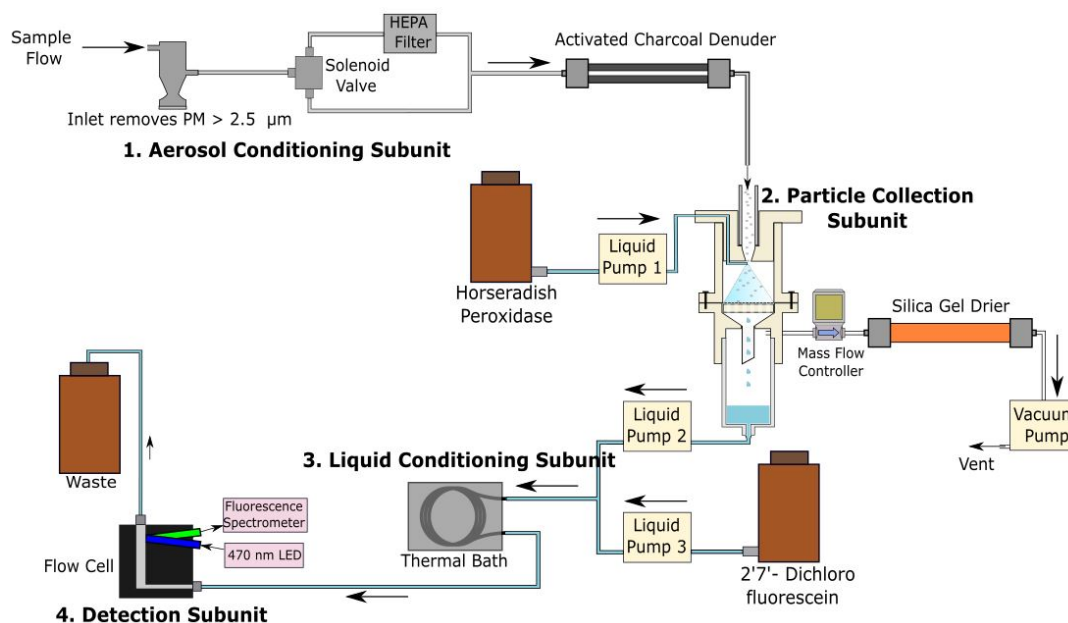 Sample
Flow
HEPA
Filter
Solenoid
Valve
Activated Charcoal Denuder
Inlet removes PM > 2.5 μm
1. Aerosol Conditioning Subunit
2. Particle Collection
Subunit
Liquid
Pump 1
Horseradish
Peroxidase
Silica Gel Drier
Mass Flow
Controller
Vacuum
Pump
Vent
Liquid
Pump 2
3. Liquid Conditioning Subunit
Waste
Fluorescence
Spectrometer
470 nm LED
Flow Cell
Thermal Bath
Liquid
Pump 3
2'7'- Dichloro
fluorescein
4. Detection Subunit